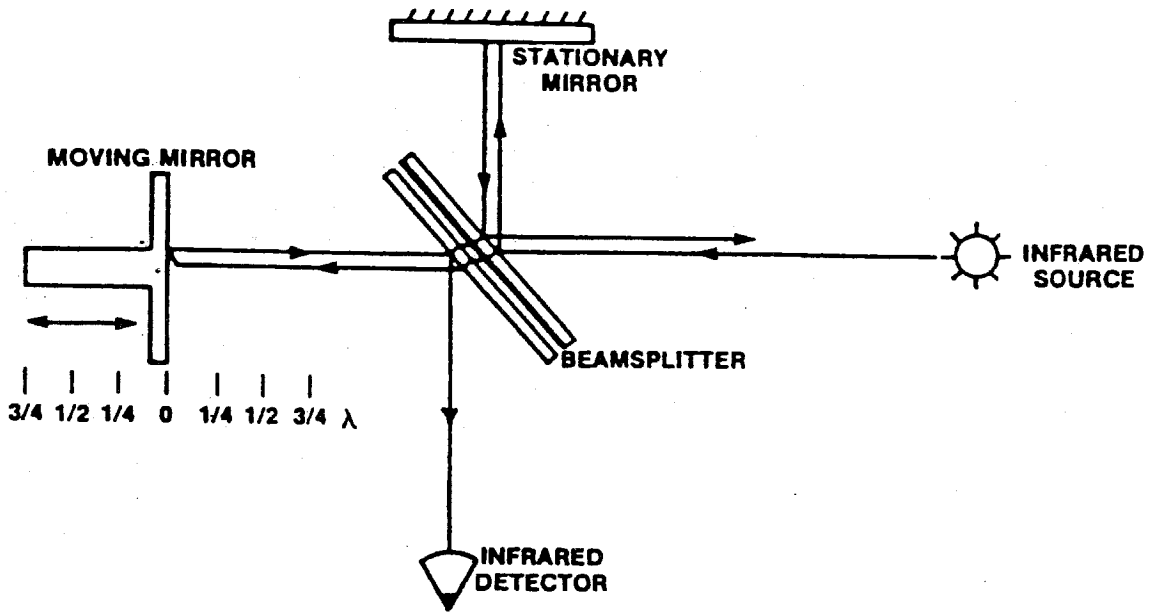 STATIONARY
MIRROR
MOVING MIRROR
INFRARED
SOURCE
BEAMSPLITTER
3/4 1/2 1/4 0 1/4 1/2 3/4 λ
INFRARED
DETECTOR